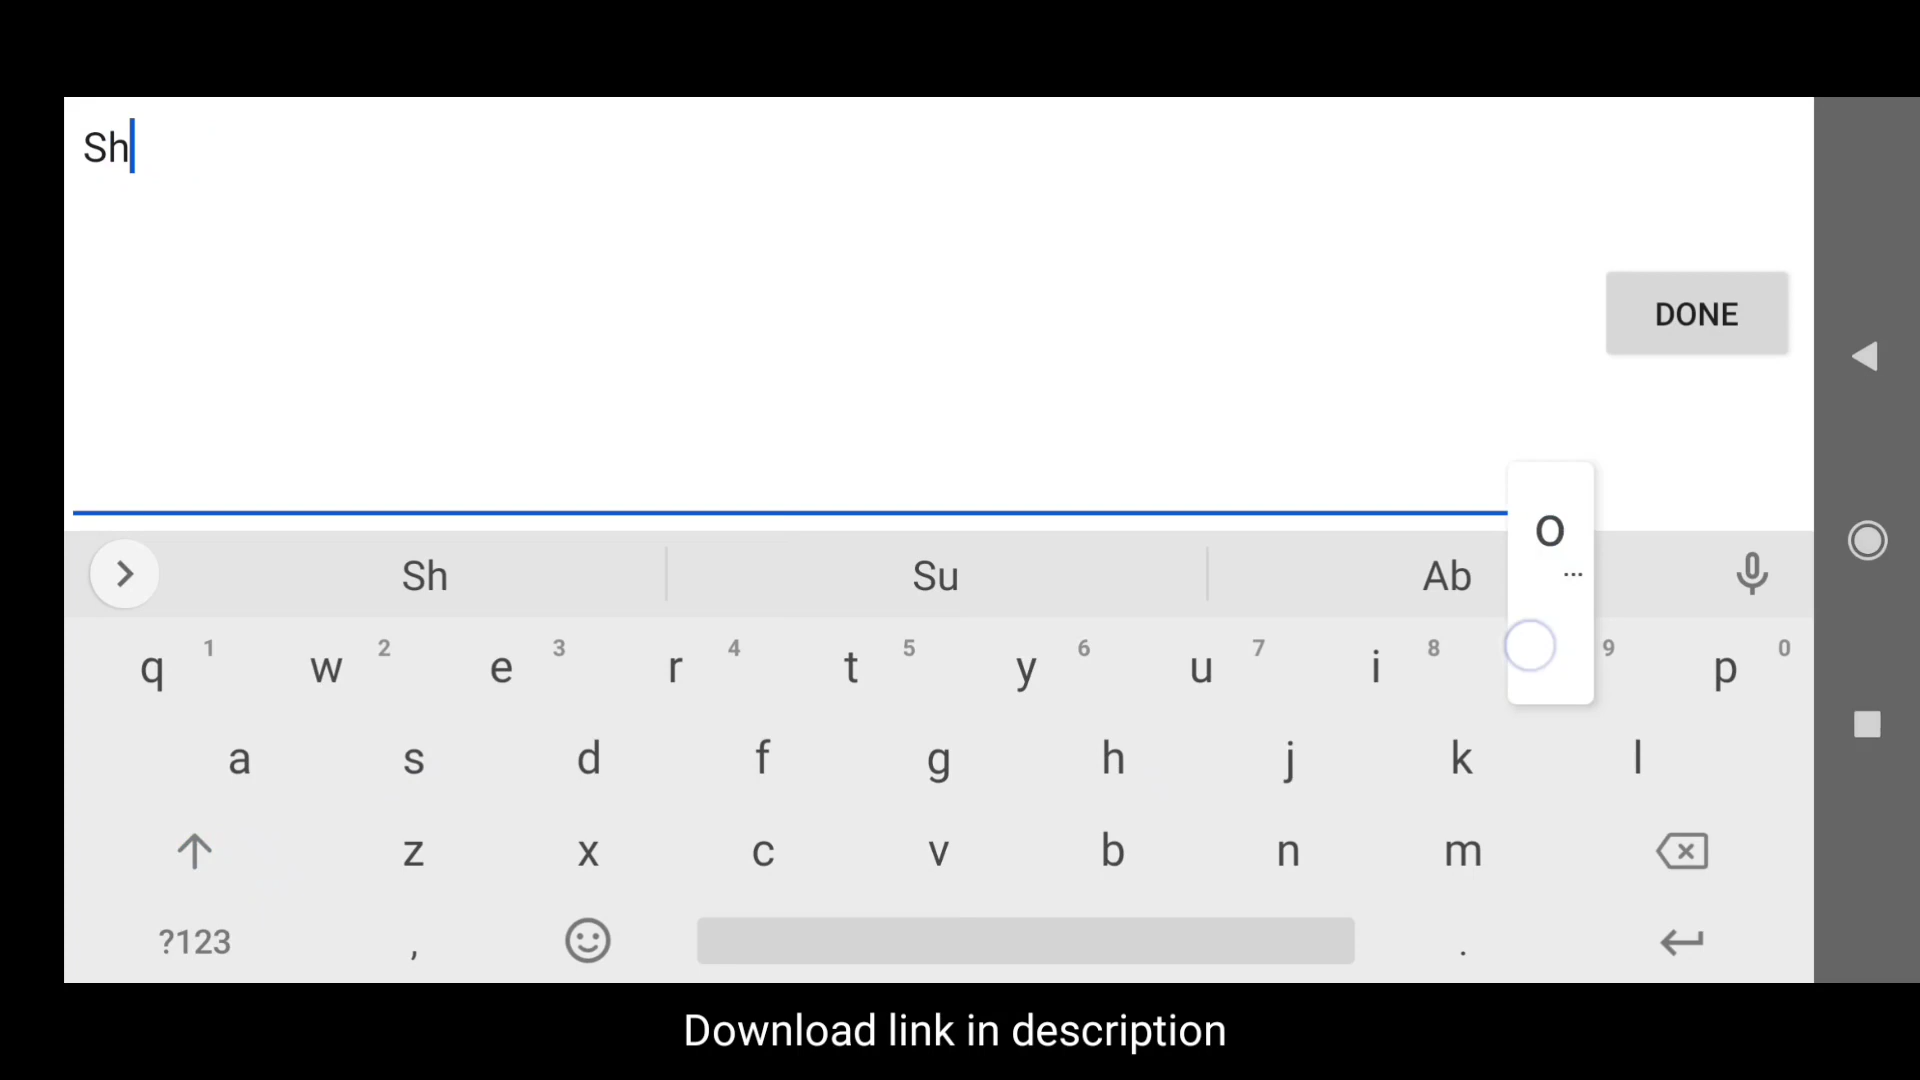 Sh
DONE
o
...
Sh Su Ab
q 1 w 2 e 3 r 4 t 5 y 6 u 7 i 8 9 p 0
a s d f g h j k l
z x c v b n m
?123 , .
Download link in description